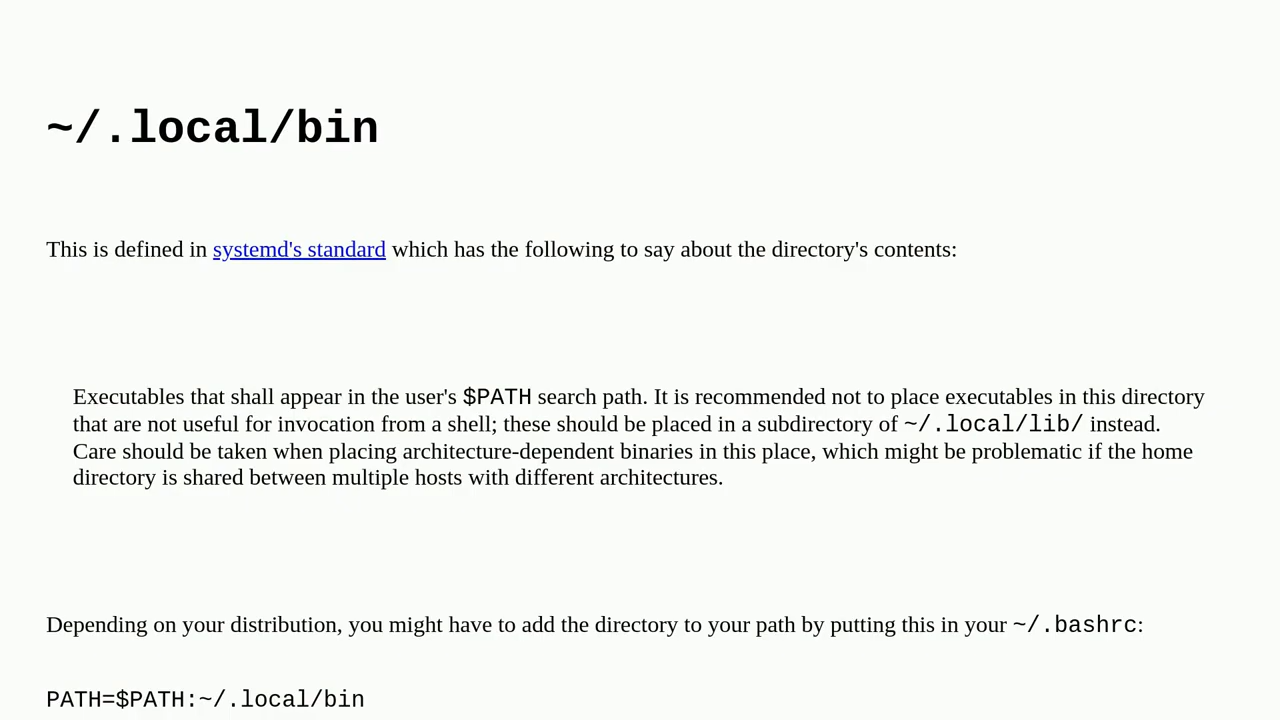 ~/.local/bin
This is defined in systemd's standard which has the following to say about the directory's contents:
Executables that shall appear in the user's $PATH search path. It is recommended not to place executables in this directory
that are not useful for invocation from a shell; these should be placed in a subdirectory of ~/.local/lib/ instead.
Care should be taken when placing architecture-dependent binaries in this place, which might be problematic if the home
directory is shared between multiple hosts with different architectures.
Depending on your distribution, you might have to add the directory to your path by putting this in your ~/.bashrc:
PATH=$PATH:~/.local/bin